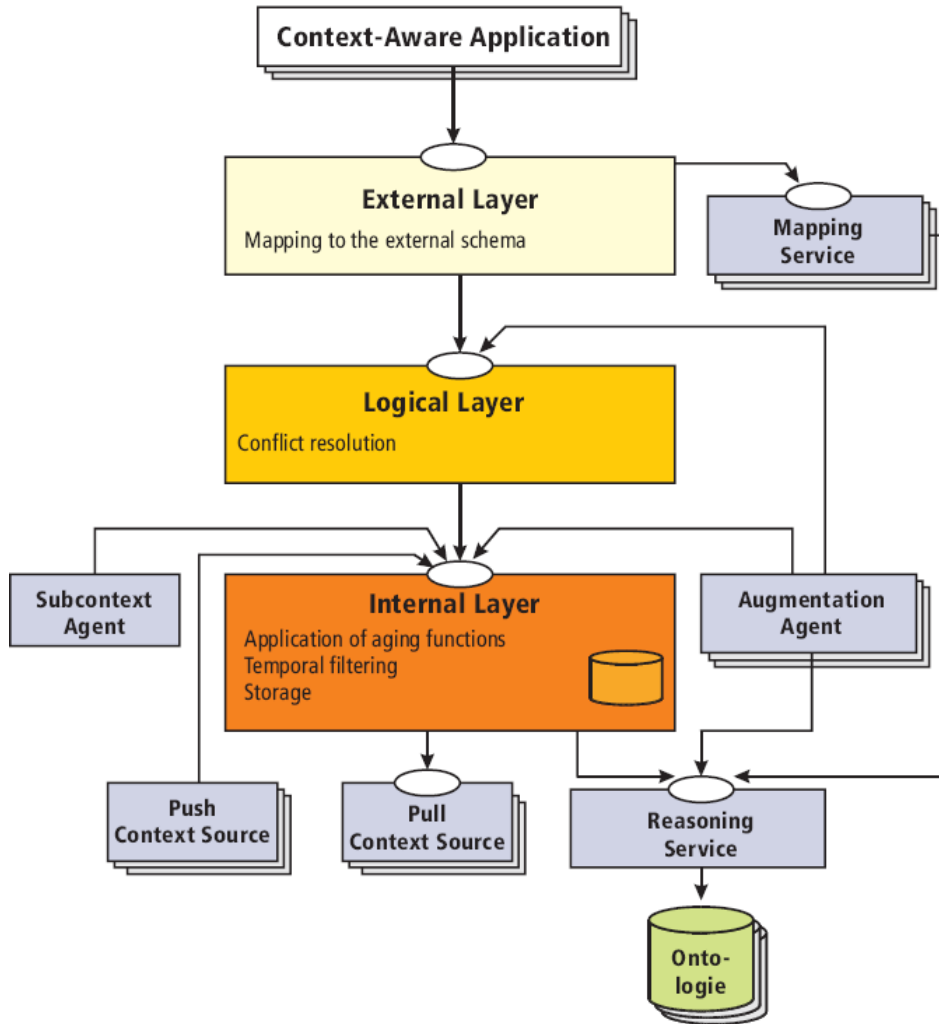 Context-Aware Application
External Layer
Mapping to the external schema
Mapping
Service
Logical Layer
Conflict resolution
Subcontext
Agent
Internal Layer
Application of aging functions
Temporal filtering
Storage
Augmentation
Agent
Push
Context Source
Pull
Context Source
Reasoning
Service
Onto-
logie